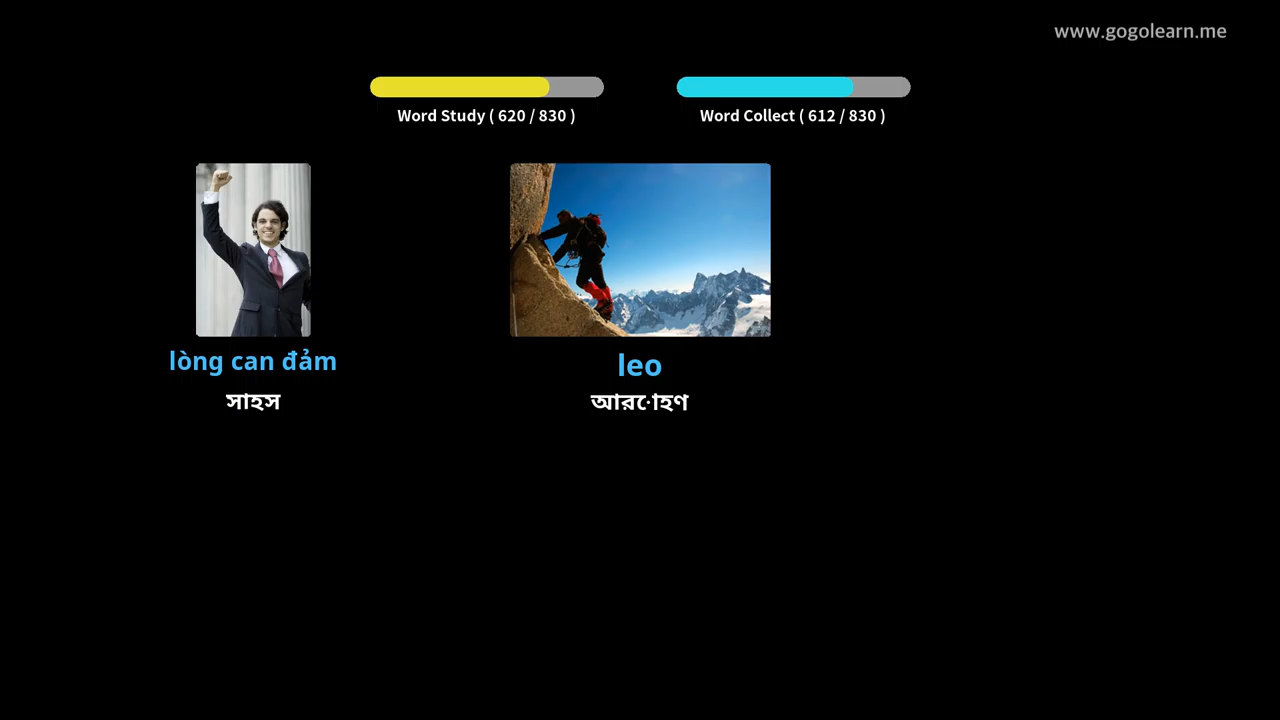 www.gogolearn.me
Word Study ( 620 / 830 )
Word Collect ( 612 / 830 )
lòng can đảm
leo
সাহস
আরোহণ